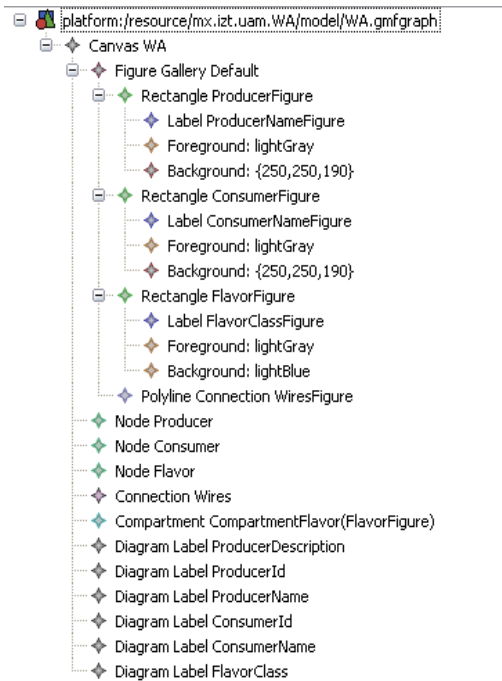 platform:/resource/mx.izt.uam.WA/model/WA.gmfgraph
Canvas WA
Figure Gallery Default
Rectangle ProducerFigure
Label ProducerNameFigure
Foreground: lightGray
Background: {250,250,190}
Rectangle ConsumerFigure
Label ConsumerNameFigure
Foreground: lightGray
Background: {250,250,190}
Rectangle FlavorFigure
Label FlavorClassFigure
Foreground: lightGray
Background: lightBlue
Polyline Connection WiresFigure
Node Producer
Node Consumer
Node Flavor
Connection Wires
Compartment CompartmentFlavor(FlavorFigure)
Diagram Label ProducerDescription
Diagram Label ProducerId
Diagram Label ProducerName
Diagram Label ConsumerId
Diagram Label ConsumerName
Diagram Label FlavorClass